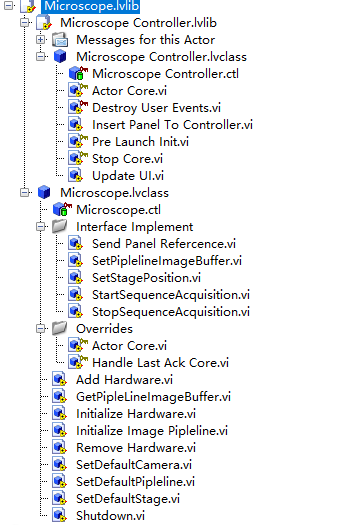 Microscope.lvlib
Microscope Controller.lvlib
Messages for this Actor
Microscope Controller.lvclass
Microscope Controller.ctl
Actor Core.vi
Destroy User Events.vi
Insert Panel To Controller.vi
Pre Launch Init.vi
Stop Core.vi
Update UI.vi
Microscope.lvclass
Microscope.ctl
Interface Implement
Send Panel Refercence.vi
SetPiplelineImageBuffer.vi
SetStagePosition.vi
StartSequenceAcquisition.vi
StopSequenceAcquisition.vi
Overrides
Actor Core.vi
Handle Last Ack Core.vi
Add Hardware.vi
GetPipleLineImageBuffer.vi
Initialize Hardware.vi
Initialize Image Pipleline.vi
Remove Hardware.vi
SetDefaultCamera.vi
SetDefaultPipleline.vi
SetDefaultStage.vi
Shutdown.vi